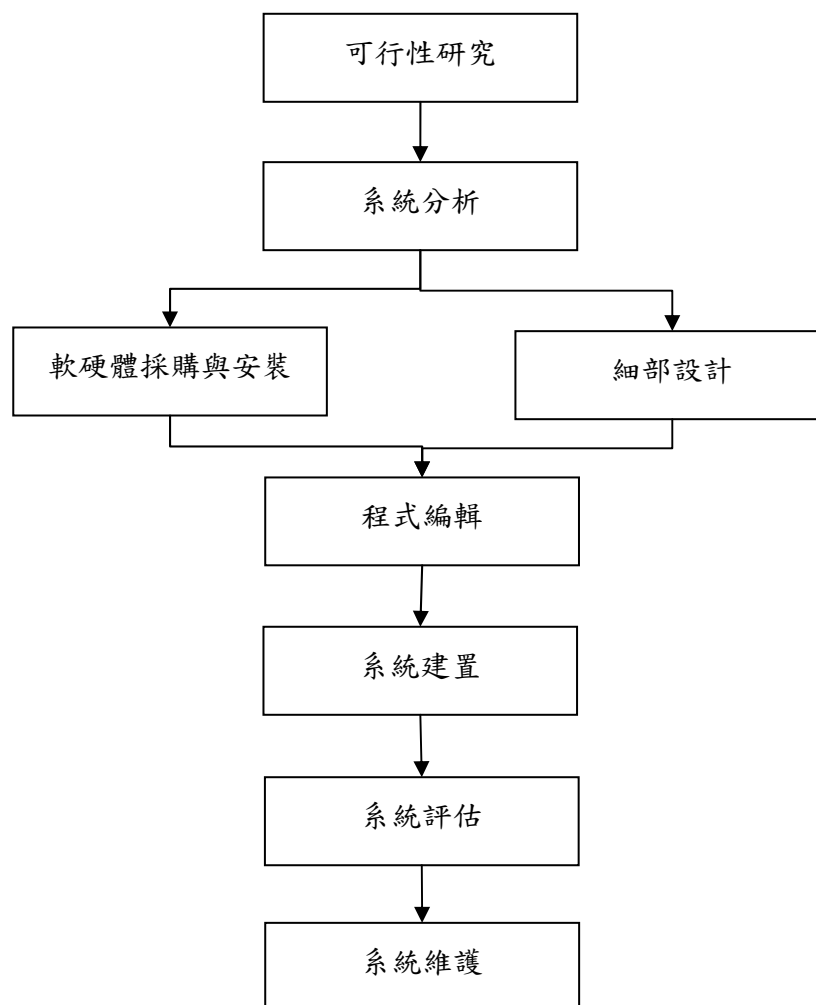 可行性研究
系統分析
軟硬體採購與安裝
細部設計
程式編輯
系統建置
系統評估
系統維護